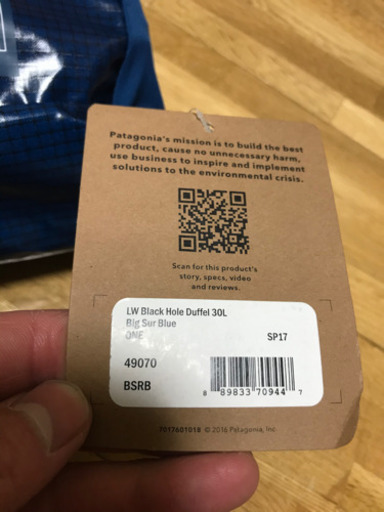 Patagonia's mission is to build the best
product, cause no unnecessary harm,
use business to inspire and implement
solutions to the environmental crisis.
Scan for this product's
story, specs, video
and reviews.
LW Black Hole Duffel 30L
Big Sur Blue
ONE SP17
49070
BSRB
8 89833 70944 7
7017601018 © 2016 Patagonia, Inc.